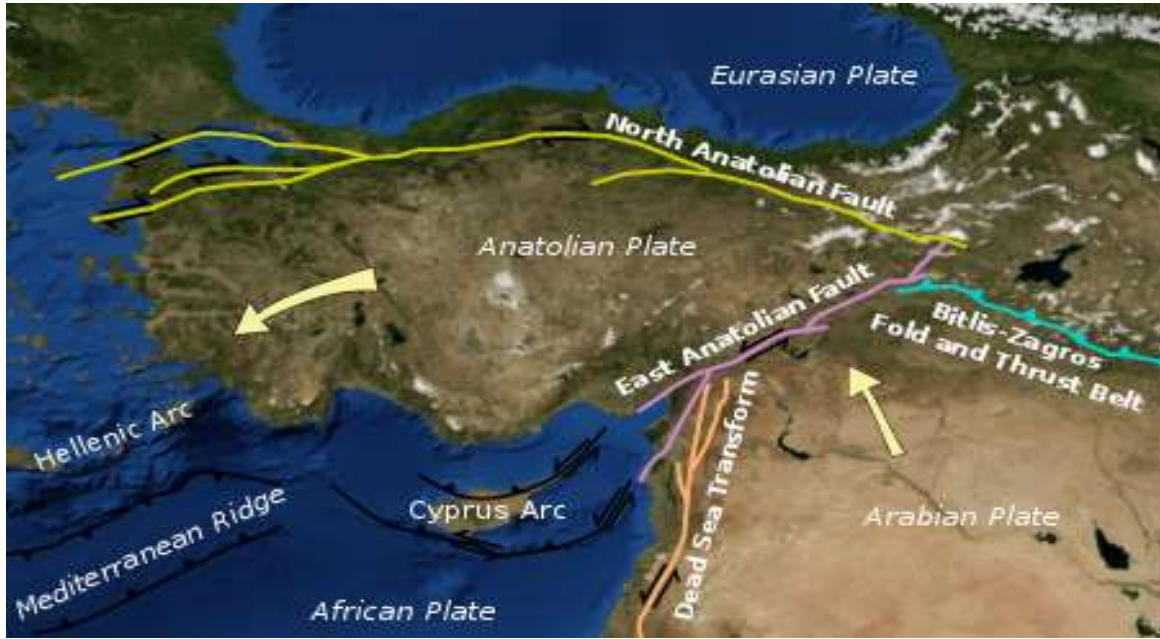 Eurasian Plate
North Anatolian Fault
Anatolian Plate
East Anatolian Fault
Bitlis-Zagros
Fold and Thrust Belt
Hellenic Arc
Mediterranean Ridge
Cyprus Arc
Dead Sea Transform
Arabian Plate
African Plate